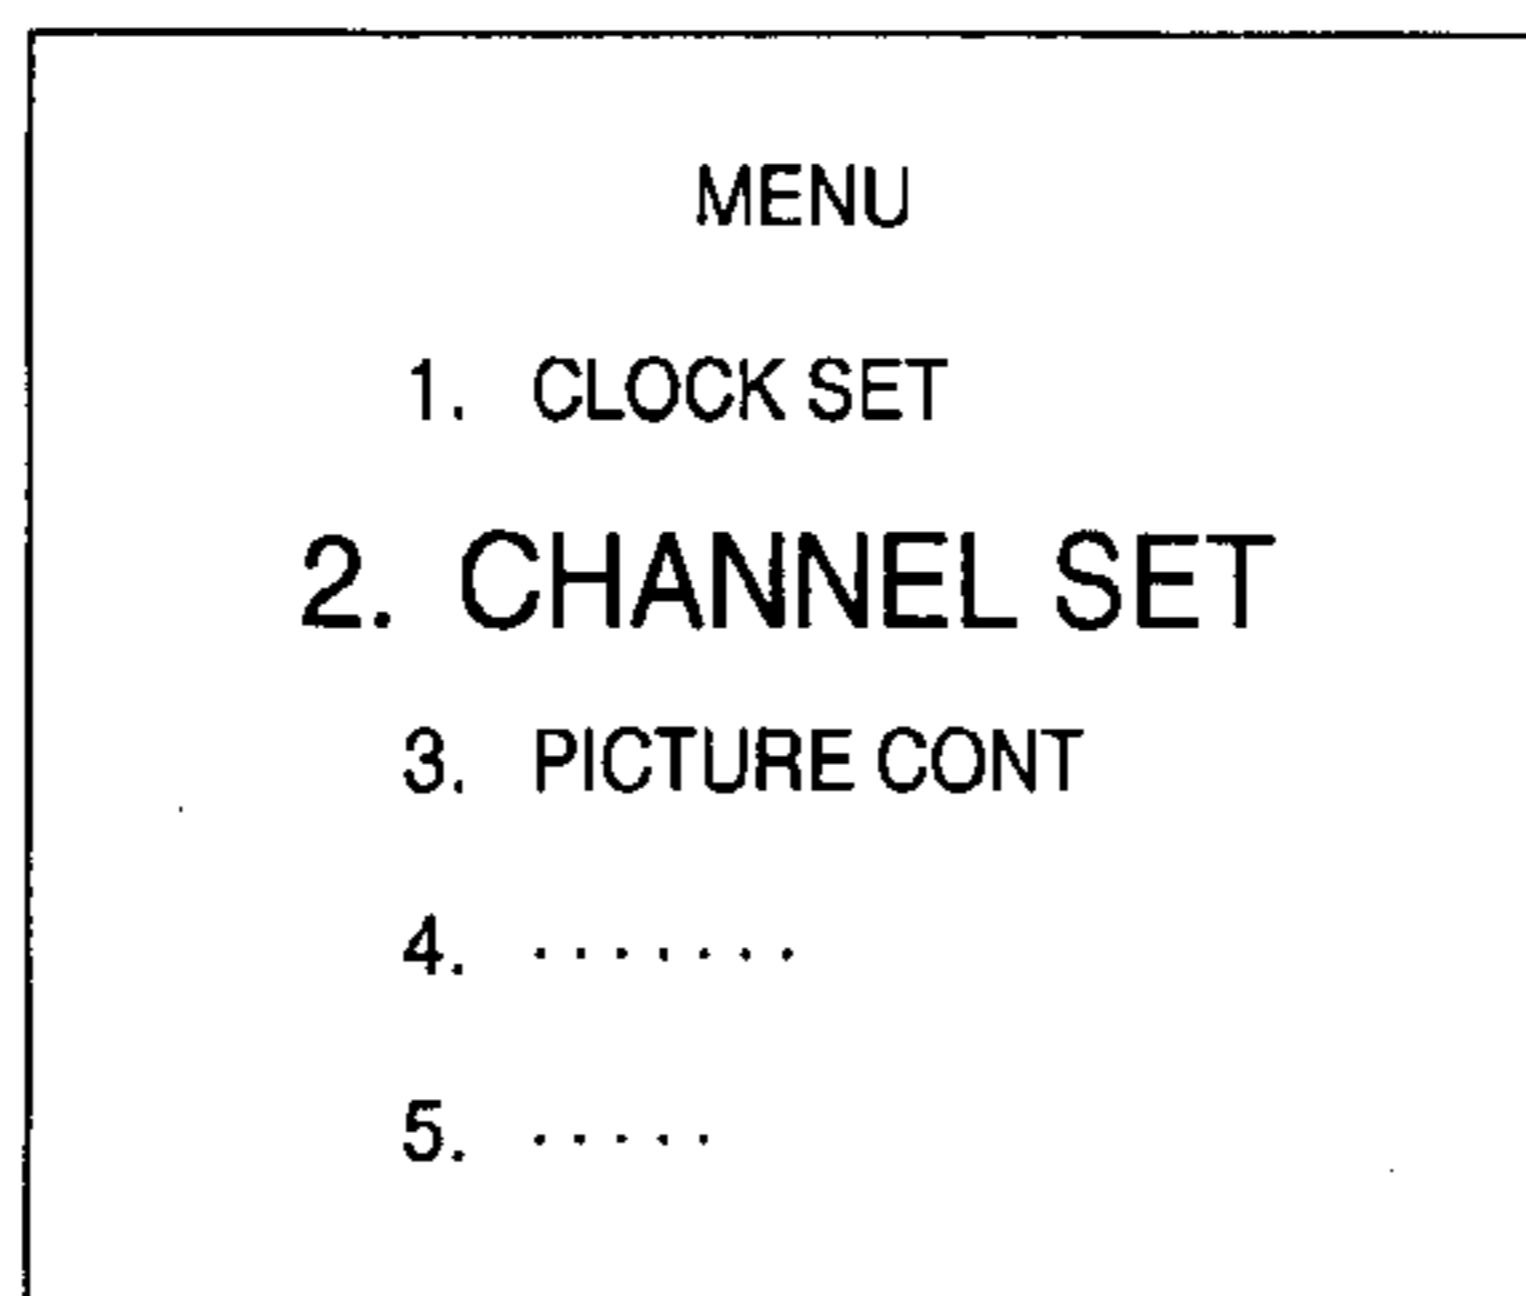 MENU
1. CLOCK SET
2. CHANNEL SET
3. PICTURE CONT
4. .......
5. .....